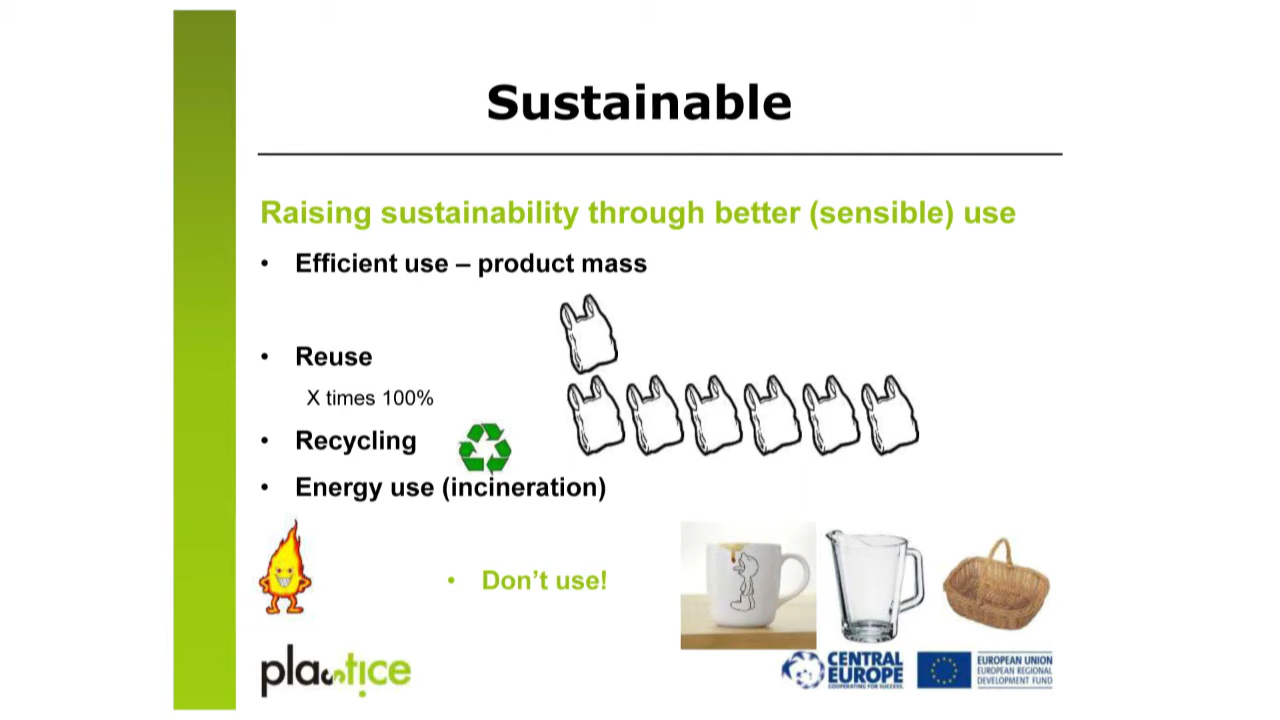 Sustainable
Raising sustainability through better (sensible) use
• Efficient use – product mass
• Reuse
X times 100%
• Recycling
• Energy use (incineration)
• Don’t use!
plastice
CENTRAL
EUROPE
COOPERATING FOR SUCCESS.
EUROPEAN UNION
EUROPEAN REGIONAL
DEVELOPMENT FUND